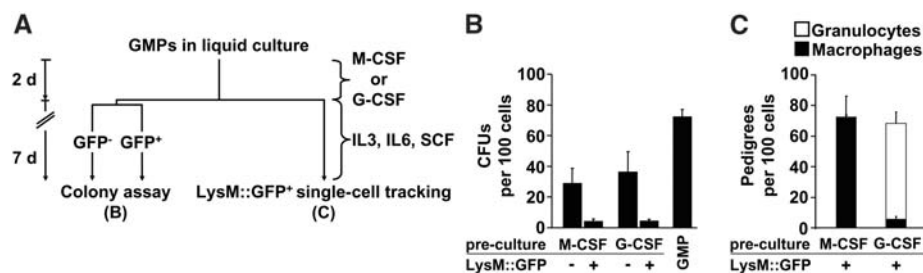 A
GMPs in liquid culture
M-CSF
or
G-CSF
2 d
7 d
GFP-
GFP+
IL3, IL6, SCF
Colony assay
(B)
LysM::GFP+ single-cell tracking
(C)
B
CFUs
per 100 cells
100
80
60
40
20
0
pre-culture M-CSF G-CSF GMP
LysM::GFP - + - +
C
Granulocytes
Macrophages
Pedigrees
per 100 cells
100
80
60
40
20
0
pre-culture M-CSF G-CSF
LysM::GFP + +